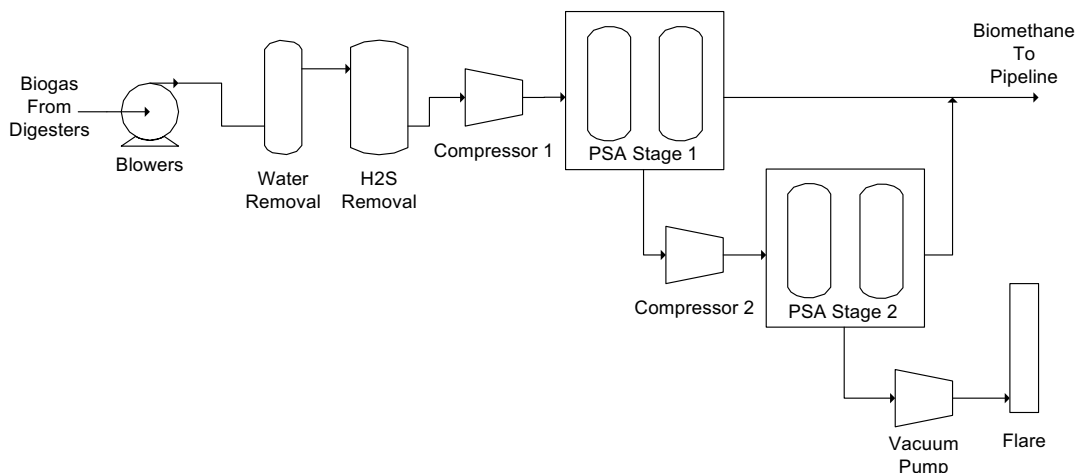 Biogas
From
Digesters
Blowers
Water
Removal
H2S
Removal
Compressor 1
PSA Stage 1
Biomethane
To
Pipeline
Compressor 2
PSA Stage 2
Vacuum
Pump
Flare